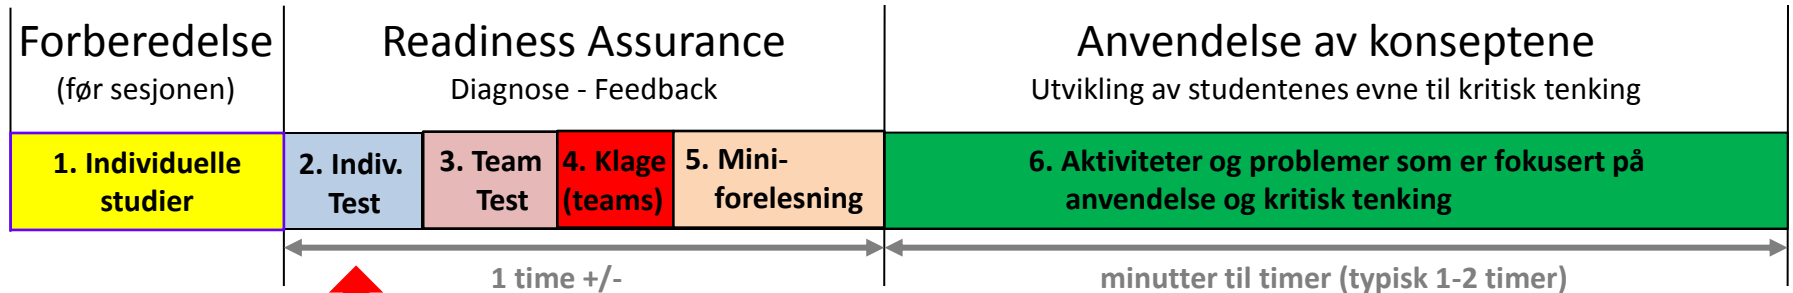 Forberedelse
(før sesjonen)
Readiness Assurance
Diagnose - Feedback
Anvendelse av konseptene
Utvikling av studentenes evne til kritisk tenking
1. Individuelle
studier
2. Indiv.
Test
3. Team
Test
4. Klage
(teams)
5. Mini-
forelesning
6. Aktiviteter og problemer som er fokusert på
anvendelse og kritisk tenking
1 time +/-
minutter til timer (typisk 1-2 timer)